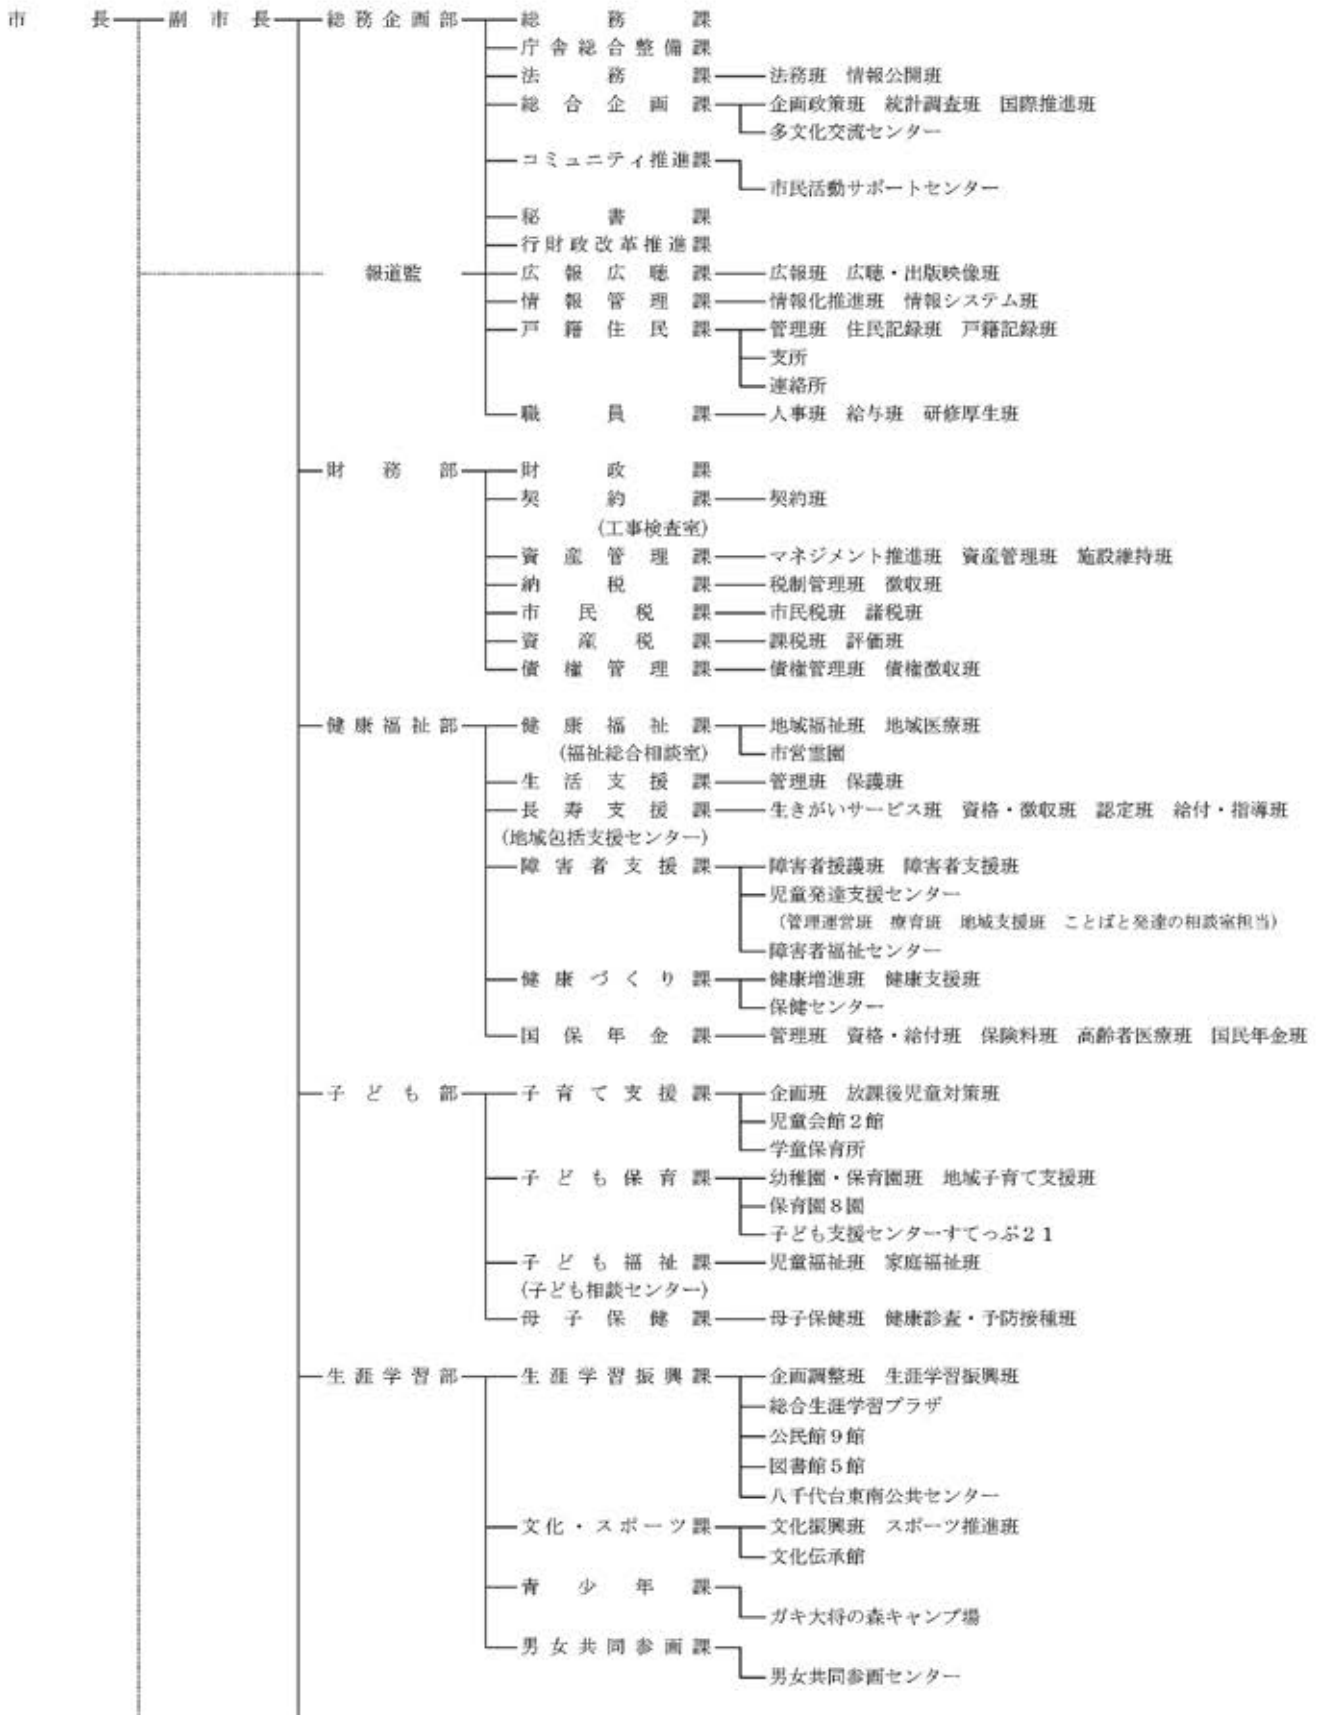 市長 副市長 総務企画部 総務課
庁舎総合整備課
法務課 法務班 情報公開班
総合企画課 企画政策班 統計調査班 国際推進班
多文化交流センター
コミュニティ推進課
市民活動サポートセンター
秘書課
行財政改革推進課
報道監 広報広聴課 広報班 広聴・出版映像班
情報管理課 情報化推進班 情報システム班
戸籍住民課 管理班 住民記録班 戸籍記録班
支所
連絡所
職員課 人事班 給与班 研修厚生班
財務部 財政課
契約課 契約班
(工事検査室)
資産管理課 マネジメント推進班 資産管理班 施設維持班
納税課 税制管理班 徴収班
市民税課 市民税班 諸税班
資産税課 課税班 評価班
債権管理課 債権管理班 債権徴収班
健康福祉部 健康福祉課 地域福祉班 地域医療班
(福祉総合相談室) 市営霊園
生活支援課 管理班 保護班
長寿支援課 生きがいサービス班 資格・徴収班 認定班 給付・指導班
(地域包括支援センター)
障害者支援課 障害者援護班 障害者支援班
児童発達支援センター
(管理運営班 療育班 地域支援班 ことばと発達の相談室担当)
障害者福祉センター
健康づくり課 健康増進班 健康支援班
保健センター
国保年金課 管理班 資格・給付班 保険料班 高齢者医療班 国民年金班
子ども部 子育て支援課 企画班 放課後児童対策班
児童会館2館
学童保育所
子ども保育課 幼稚園・保育園班 地域子育て支援班
保育園8園
子ども支援センターすてっぷ21
子ども福祉課 児童福祉班 家庭福祉班
(子ども相談センター)
母子保健課 母子保健班 健康診査・予防接種班
生涯学習部 生涯学習振興課 企画調整班 生涯学習振興班
総合生涯学習プラザ
公民館9館
図書館5館
八千代台東南公共センター
文化・スポーツ課 文化振興班 スポーツ推進班
文化伝承館
青少年課
ガキ大将の森キャンプ場
男女共同参画課
男女共同参画センター